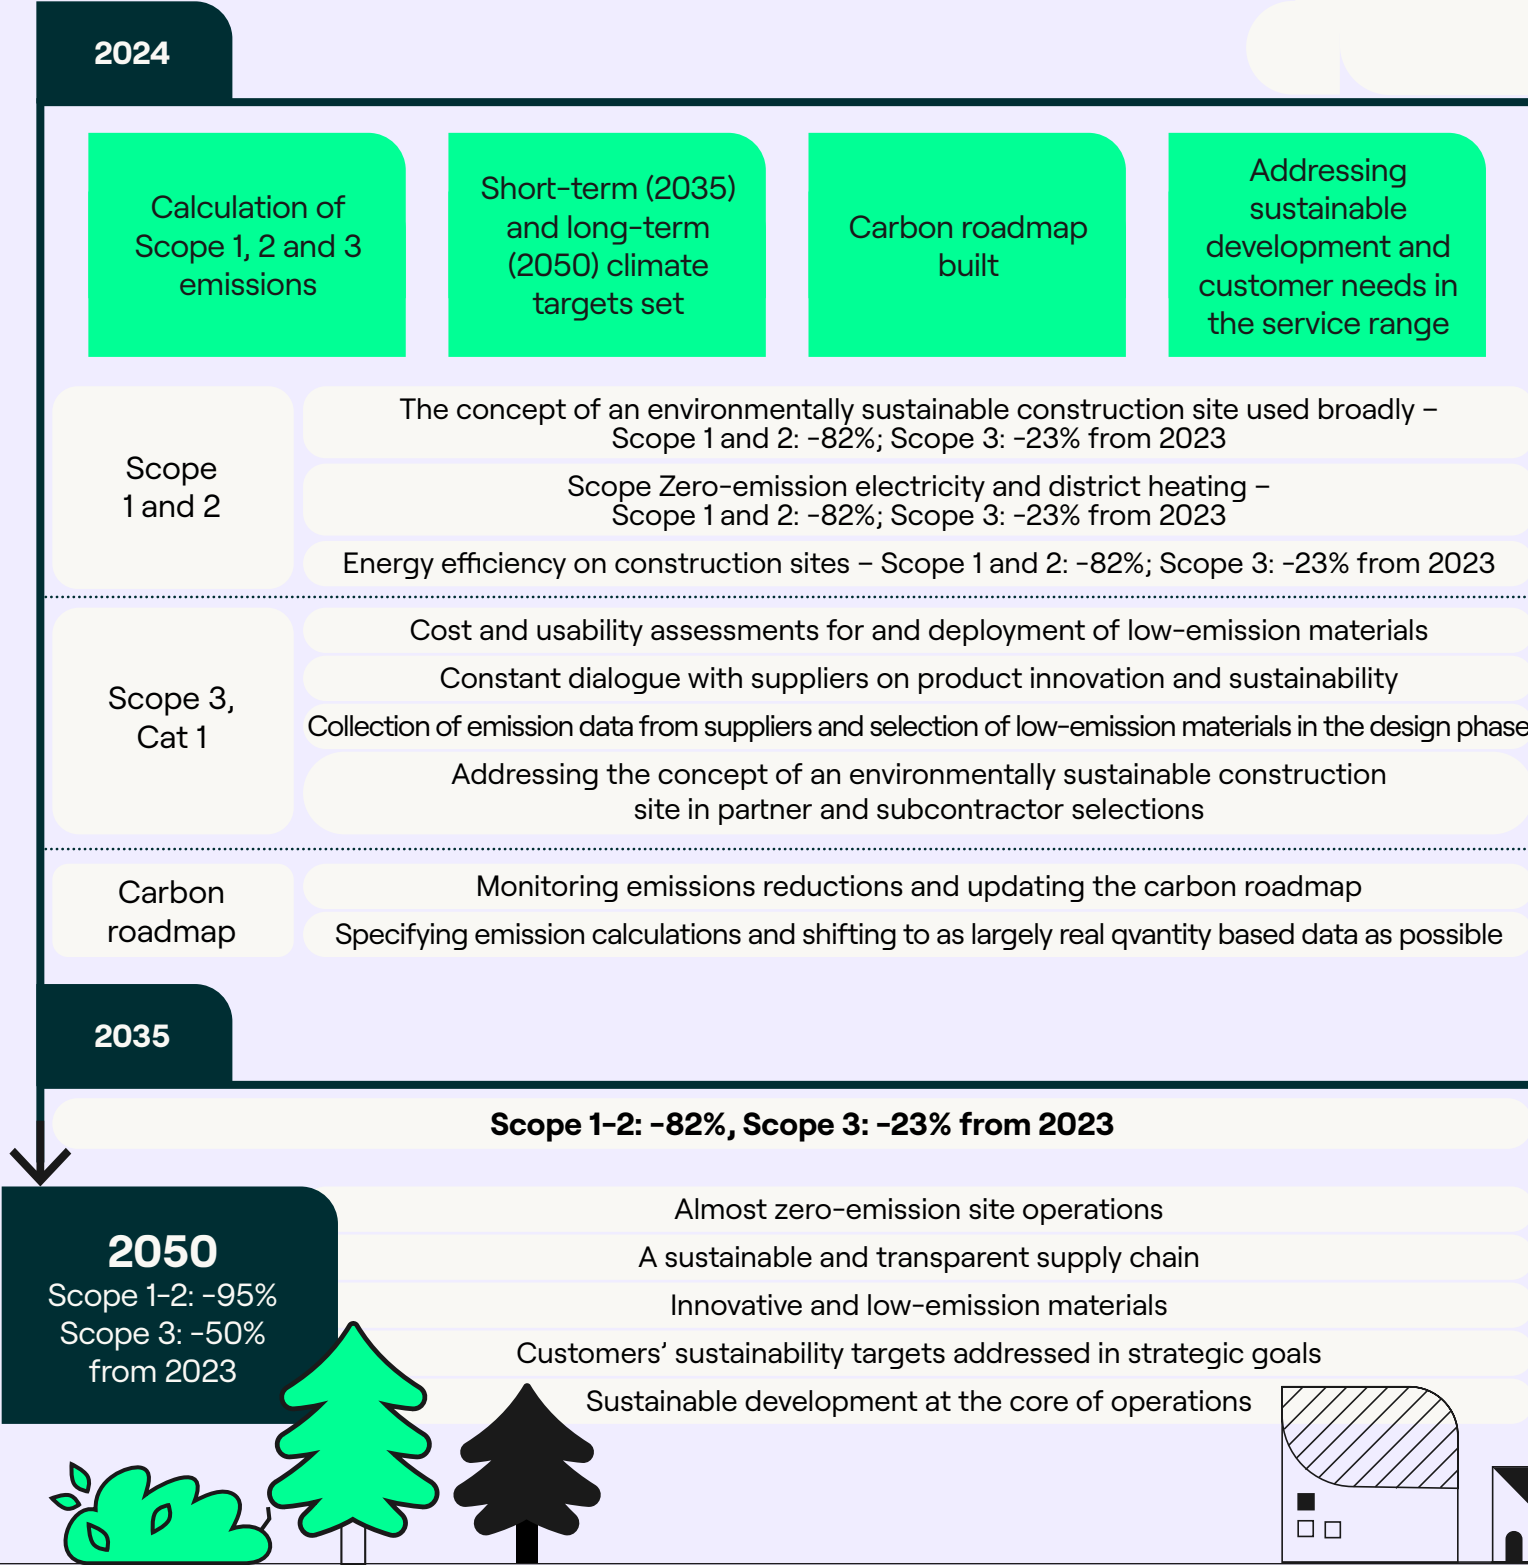 2024
Calculation of
Scope 1, 2 and 3
emissions
Short-term (2035)
and long-term
(2050) climate
targets set
Carbon roadmap
built
Addressing
sustainable
development and
customer needs in
the service range
Scope
1 and 2
The concept of an environmentally sustainable construction site used broadly –
Scope 1 and 2: -82%; Scope 3: -23% from 2023
Scope Zero-emission electricity and district heating –
Scope 1 and 2: -82%; Scope 3: -23% from 2023
Energy efficiency on construction sites – Scope 1 and 2: -82%; Scope 3: -23% from 2023
Scope 3,
Cat 1
Cost and usability assessments for and deployment of low-emission materials
Constant dialogue with suppliers on product innovation and sustainability
Collection of emission data from suppliers and selection of low-emission materials in the design phase
Addressing the concept of an environmentally sustainable construction
site in partner and subcontractor selections
Carbon
roadmap
Monitoring emissions reductions and updating the carbon roadmap
Specifying emission calculations and shifting to as largely real qvantity based data as possible
2035
Scope 1-2: -82%, Scope 3: -23% from 2023
2050
Scope 1-2: -95%
Scope 3: -50%
from 2023
Almost zero-emission site operations
A sustainable and transparent supply chain
Innovative and low-emission materials
Customers’ sustainability targets addressed in strategic goals
Sustainable development at the core of operations